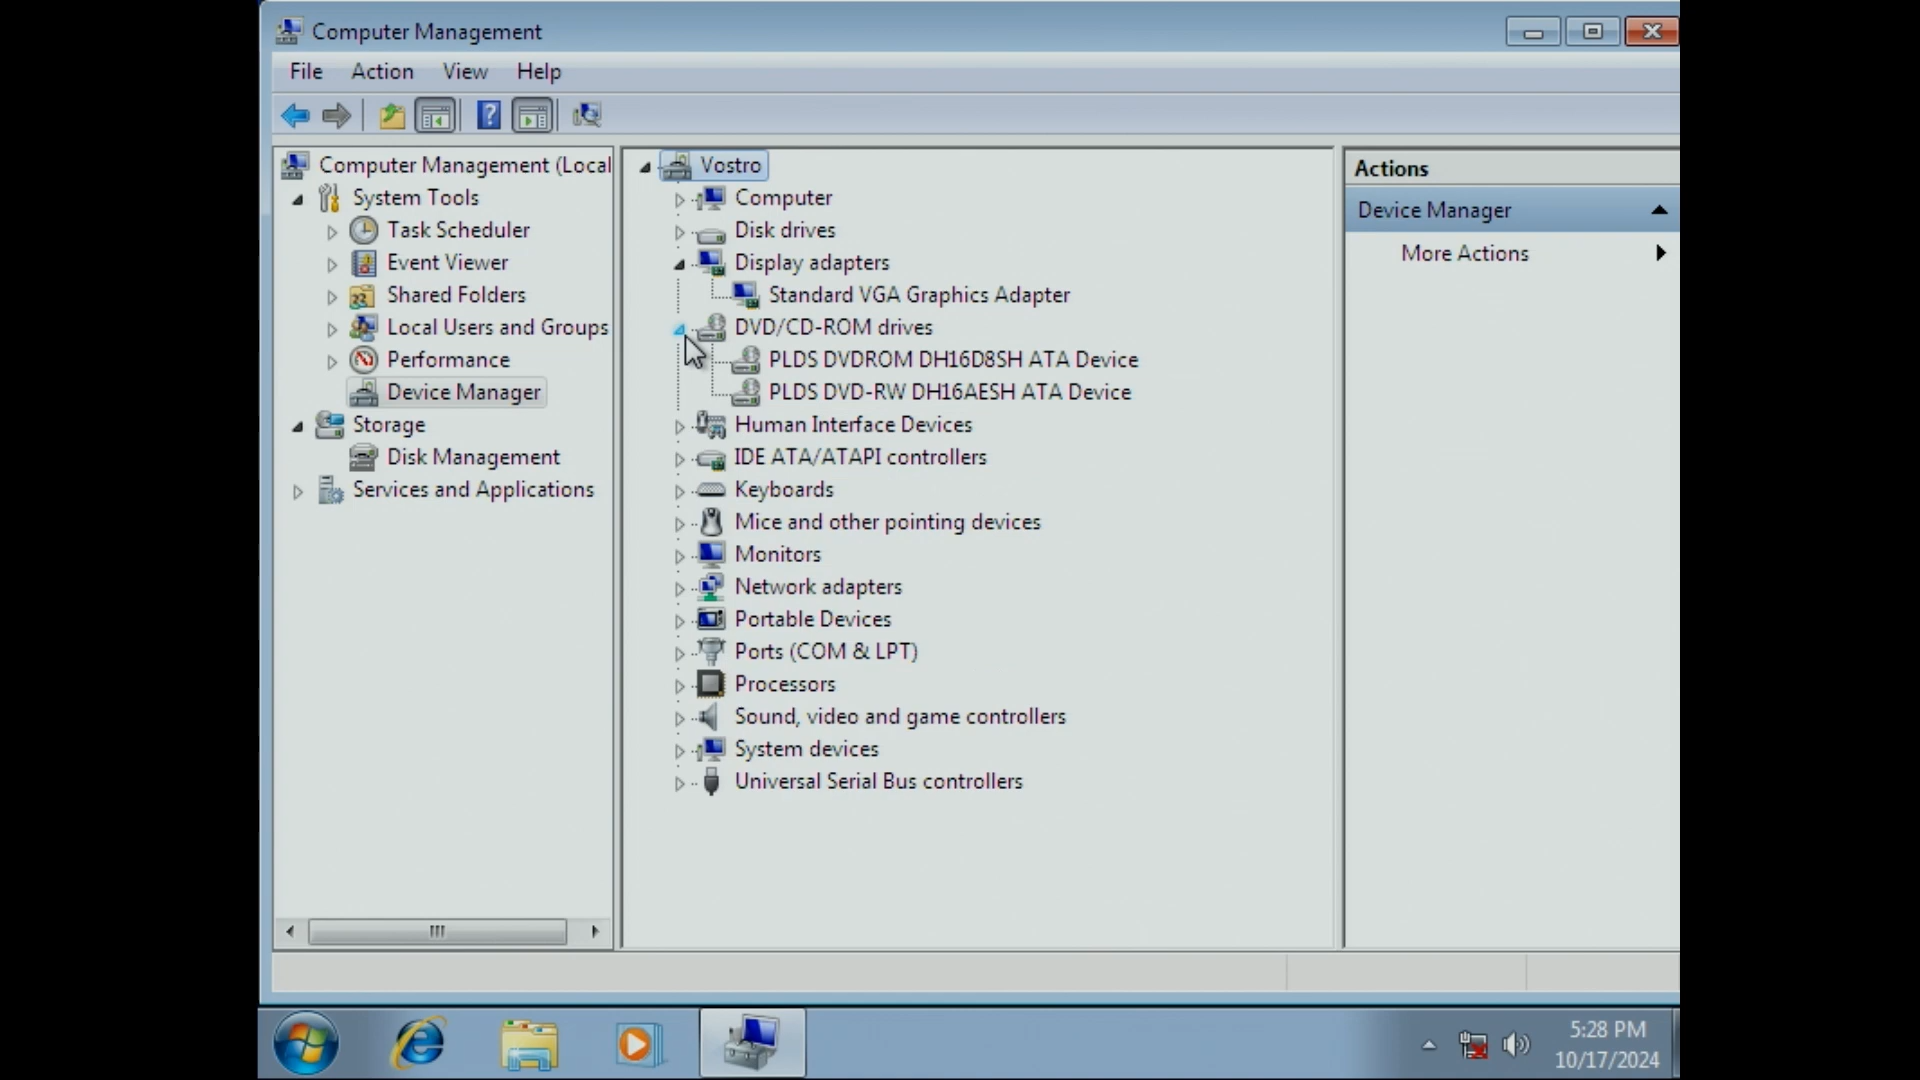 Computer Management
File Action View Help
Computer Management (Local
System Tools
Task Scheduler
Event Viewer
Shared Folders
Local Users and Groups
Performance
Device Manager
Storage
Disk Management
Services and Applications
Vostro
Computer
Disk drives
Display adapters
Standard VGA Graphics Adapter
DVD/CD-ROM drives
PLDS DVDROM DH16D8SH ATA Device
PLDS DVD-RW DH16AESH ATA Device
Human Interface Devices
IDE ATA/ATAPI controllers
Keyboards
Mice and other pointing devices
Monitors
Network adapters
Portable Devices
Ports (COM & LPT)
Processors
Sound, video and game controllers
System devices
Universal Serial Bus controllers
Actions
Device Manager
More Actions
5:28 PM
10/17/2024